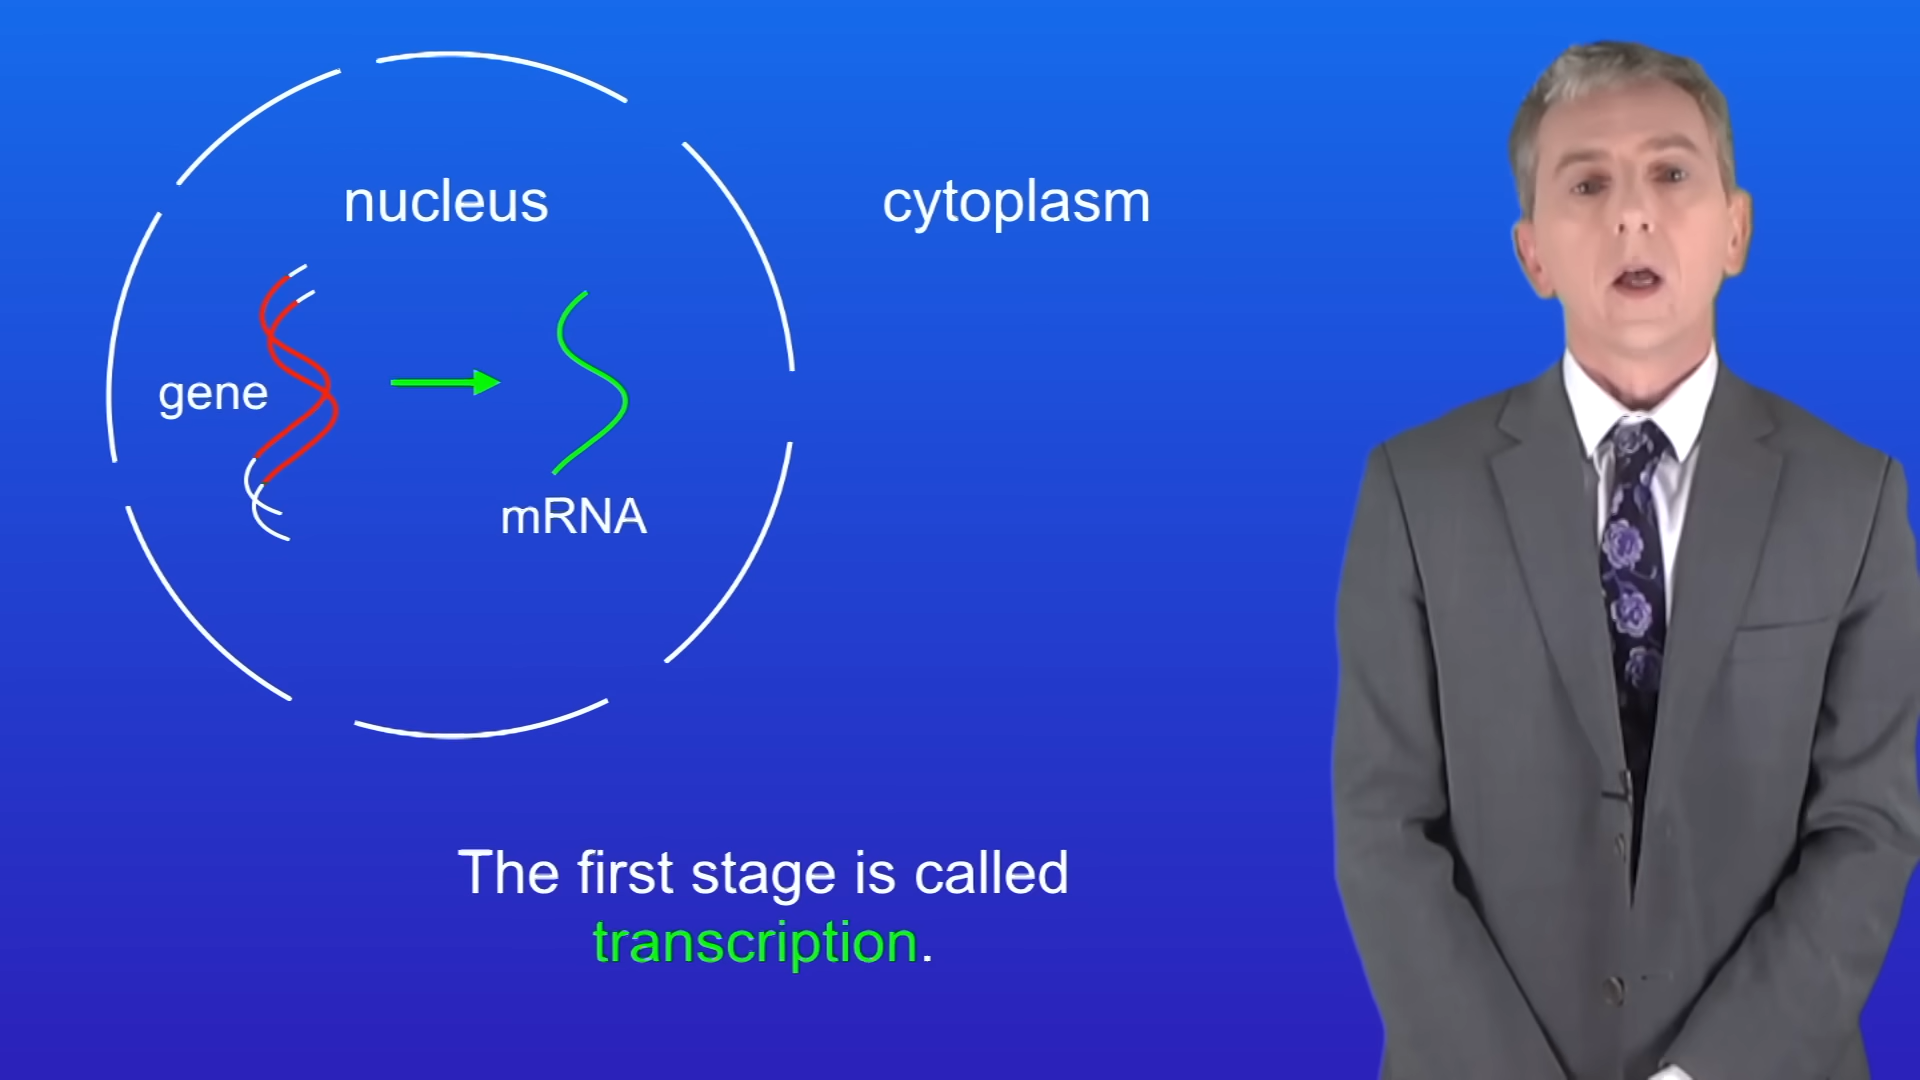 nucleus
cytoplasm
gene
mRNA
The first stage is called
transcription.